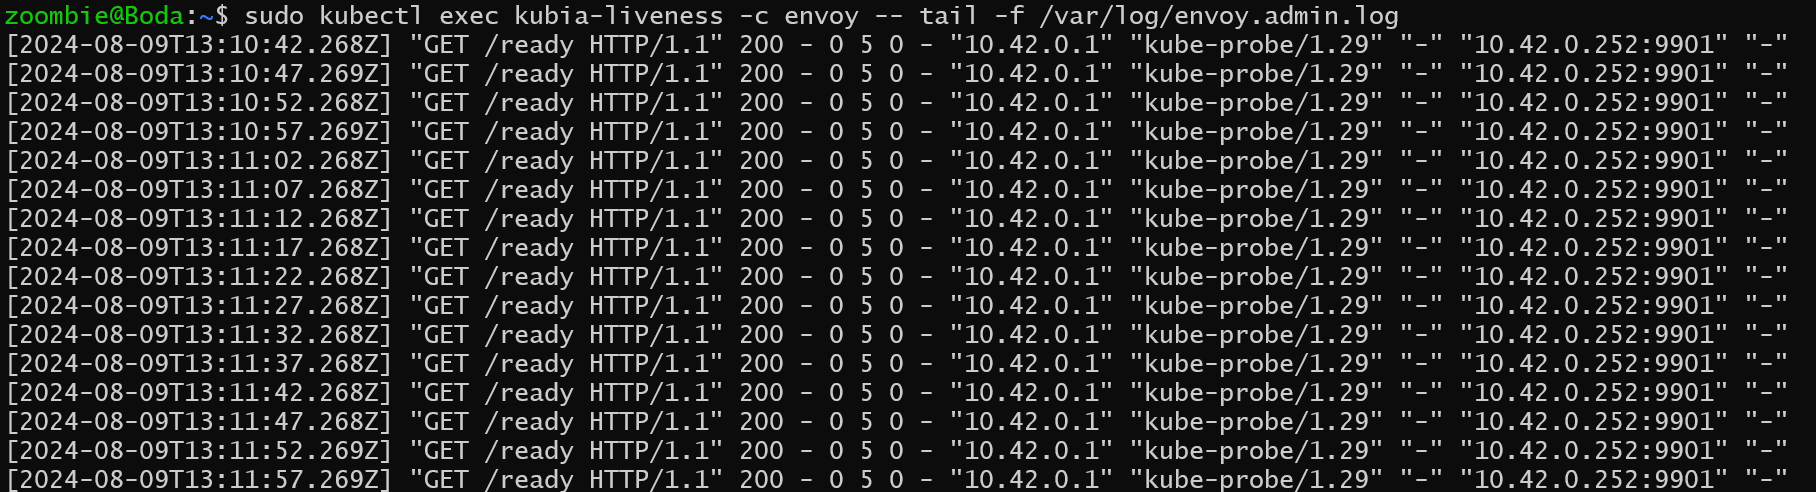 zoombie@Boda:~$ sudo kubectl exec kubia-liveness -c envoy -- tail -f /var/log/envoy.admin.log
[2024-08-09T13:10:42.268Z] "GET /ready HTTP/1.1" 200 - 0 5 0 - "10.42.0.1" "kube-probe/1.29" "-" "10.42.0.252:9901" "-"
[2024-08-09T13:10:47.269Z] "GET /ready HTTP/1.1" 200 - 0 5 0 - "10.42.0.1" "kube-probe/1.29" "-" "10.42.0.252:9901" "-"
[2024-08-09T13:10:52.268Z] "GET /ready HTTP/1.1" 200 - 0 5 0 - "10.42.0.1" "kube-probe/1.29" "-" "10.42.0.252:9901" "-"
[2024-08-09T13:10:57.269Z] "GET /ready HTTP/1.1" 200 - 0 5 0 - "10.42.0.1" "kube-probe/1.29" "-" "10.42.0.252:9901" "-"
[2024-08-09T13:11:02.268Z] "GET /ready HTTP/1.1" 200 - 0 5 0 - "10.42.0.1" "kube-probe/1.29" "-" "10.42.0.252:9901" "-"
[2024-08-09T13:11:07.268Z] "GET /ready HTTP/1.1" 200 - 0 5 0 - "10.42.0.1" "kube-probe/1.29" "-" "10.42.0.252:9901" "-"
[2024-08-09T13:11:12.268Z] "GET /ready HTTP/1.1" 200 - 0 5 0 - "10.42.0.1" "kube-probe/1.29" "-" "10.42.0.252:9901" "-"
[2024-08-09T13:11:17.268Z] "GET /ready HTTP/1.1" 200 - 0 5 0 - "10.42.0.1" "kube-probe/1.29" "-" "10.42.0.252:9901" "-"
[2024-08-09T13:11:22.268Z] "GET /ready HTTP/1.1" 200 - 0 5 0 - "10.42.0.1" "kube-probe/1.29" "-" "10.42.0.252:9901" "-"
[2024-08-09T13:11:27.268Z] "GET /ready HTTP/1.1" 200 - 0 5 0 - "10.42.0.1" "kube-probe/1.29" "-" "10.42.0.252:9901" "-"
[2024-08-09T13:11:32.268Z] "GET /ready HTTP/1.1" 200 - 0 5 0 - "10.42.0.1" "kube-probe/1.29" "-" "10.42.0.252:9901" "-"
[2024-08-09T13:11:37.268Z] "GET /ready HTTP/1.1" 200 - 0 5 0 - "10.42.0.1" "kube-probe/1.29" "-" "10.42.0.252:9901" "-"
[2024-08-09T13:11:42.268Z] "GET /ready HTTP/1.1" 200 - 0 5 0 - "10.42.0.1" "kube-probe/1.29" "-" "10.42.0.252:9901" "-"
[2024-08-09T13:11:47.268Z] "GET /ready HTTP/1.1" 200 - 0 5 0 - "10.42.0.1" "kube-probe/1.29" "-" "10.42.0.252:9901" "-"
[2024-08-09T13:11:52.269Z] "GET /ready HTTP/1.1" 200 - 0 5 0 - "10.42.0.1" "kube-probe/1.29" "-" "10.42.0.252:9901" "-"
[2024-08-09T13:11:57.269Z] "GET /ready HTTP/1.1" 200 - 0 5 0 - "10.42.0.1" "kube-probe/1.29" "-" "10.42.0.252:9901" "-"